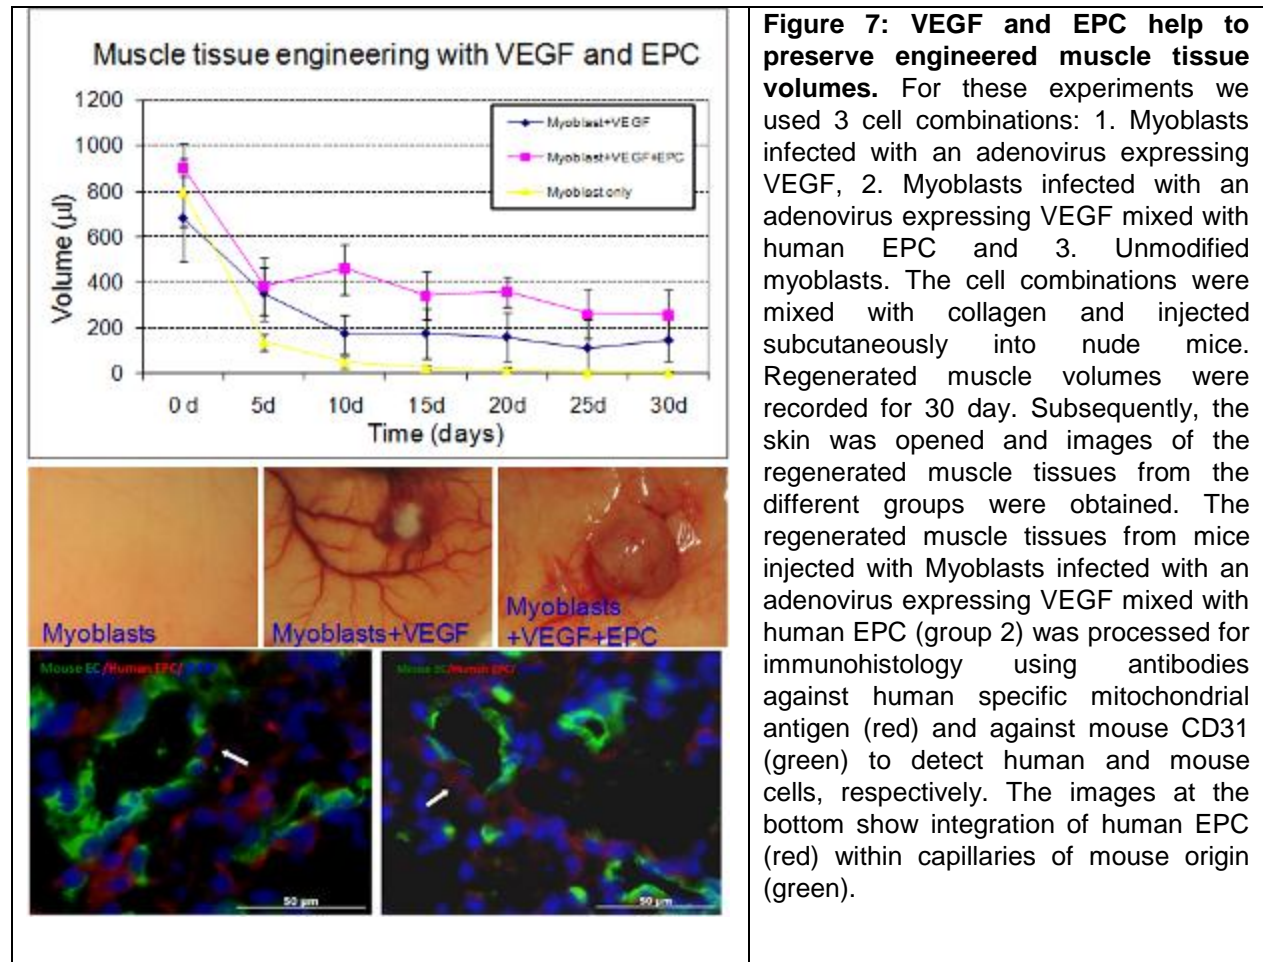 Muscle tissue engineering with VEGF and EPC
1200
1000
800
600
400
200
0
Volume (µl)
Myoblast+VEGF
Myoblast+VEGF+EPC
Myoblast only
0 d 5d 10d 15d 20d 25d 30d
Time (days)
Myoblasts
Myoblasts+VEGF
Myoblasts
+VEGF+EPC
Mouse EC/Human EPC/
50 µm
Mouse EC/Human EPC/
50 µm
Figure 7: VEGF and EPC help to
preserve engineered muscle tissue
volumes. For these experiments we
used 3 cell combinations: 1. Myoblasts
infected with an adenovirus expressing
VEGF, 2. Myoblasts infected with an
adenovirus expressing VEGF mixed with
human EPC and 3. Unmodified
myoblasts. The cell combinations were
mixed with collagen and injected
subcutaneously into nude mice.
Regenerated muscle volumes were
recorded for 30 day. Subsequently, the
skin was opened and images of the
regenerated muscle tissues from the
different groups were obtained. The
regenerated muscle tissues from mice
injected with Myoblasts infected with an
adenovirus expressing VEGF mixed with
human EPC (group 2) was processed for
immunohistology using antibodies
against human specific mitochondrial
antigen (red) and against mouse CD31
(green) to detect human and mouse
cells, respectively. The images at the
bottom show integration of human EPC
(red) within capillaries of mouse origin
(green).